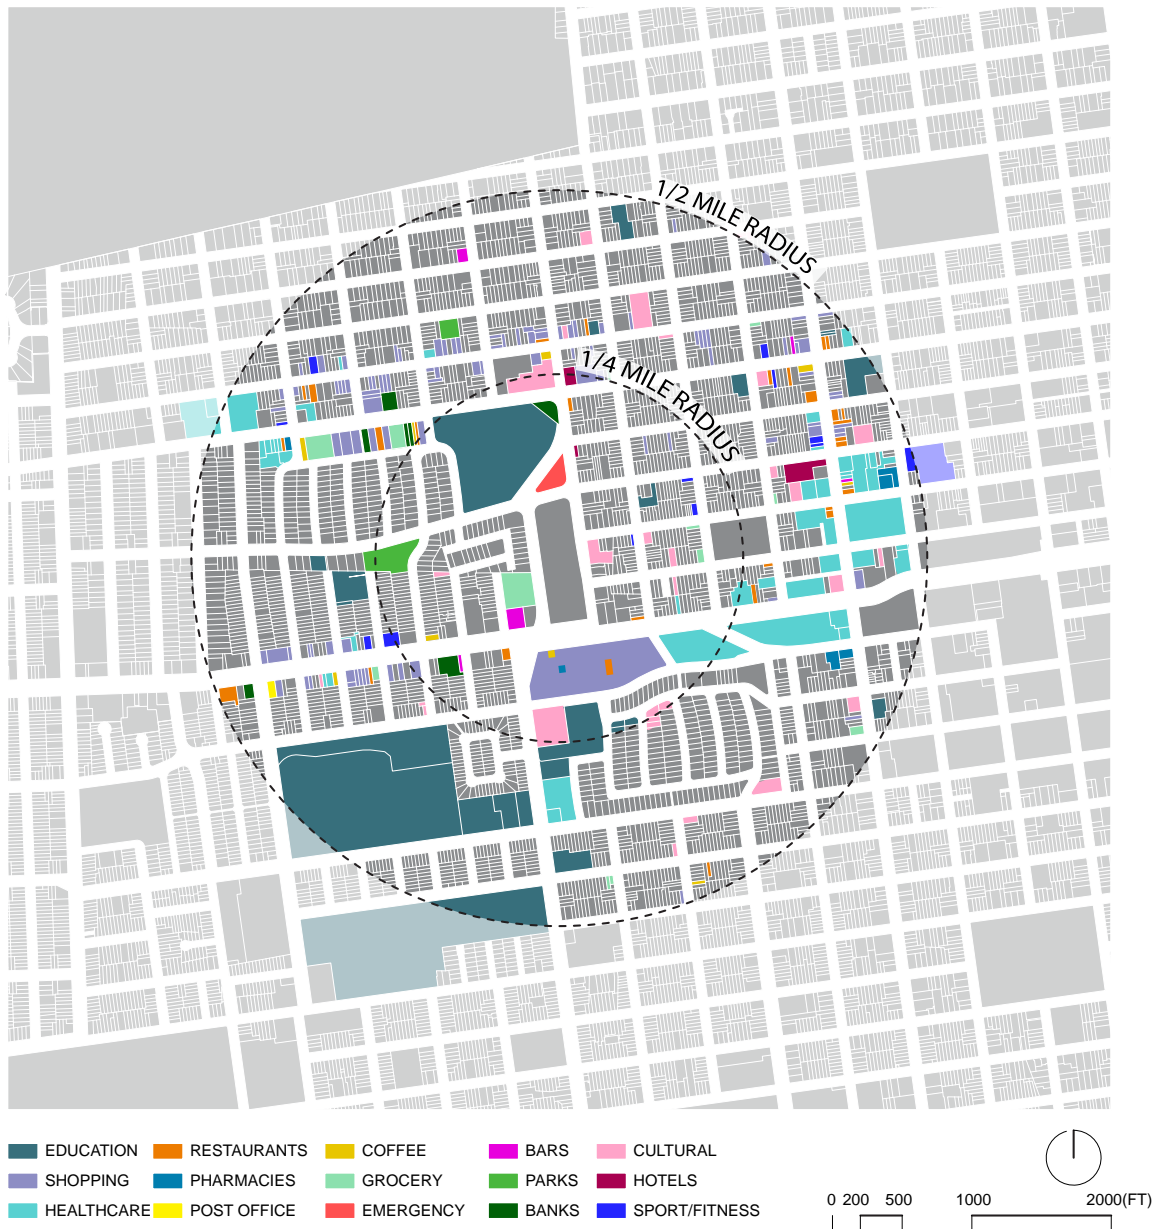 1/2 MILE RADIUS
1/4 MILE RADIUS
EDUCATION RESTAURANTS COFFEE BARS CULTURAL
SHOPPING PHARMACIES GROCERY PARKS HOTELS
HEALTHCARE POST OFFICE EMERGENCY BANKS SPORT/FITNESS
0 200 500 1000 2000(FT)